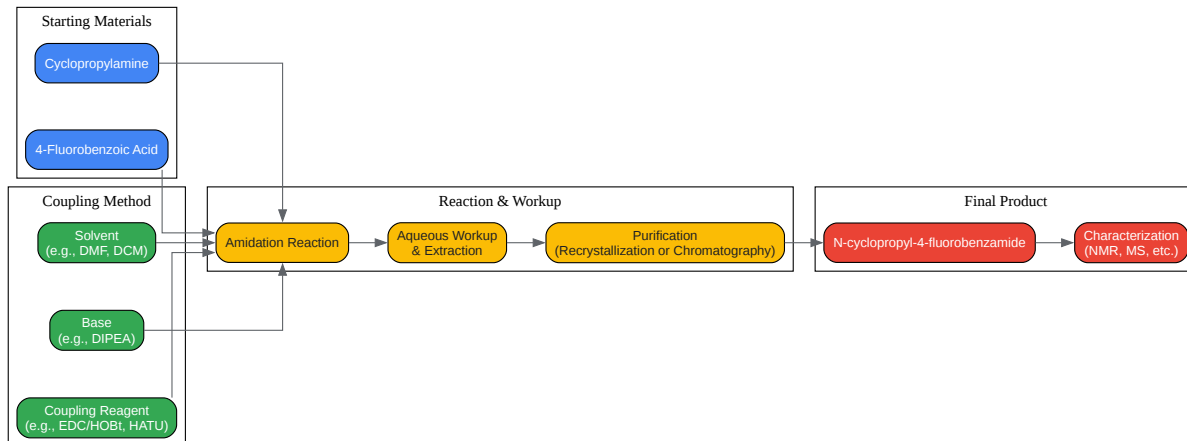 Starting Materials
Cyclopropylamine
4-Fluorobenzoic Acid
Coupling Method
Solvent
(e.g., DMF, DCM)
Base
(e.g., DIPEA)
Coupling Reagent
(e.g., EDC/HOBt, HATU)
Reaction & Workup
Amidation Reaction
Aqueous Workup
& Extraction
Purification
(Recrystallization or Chromatography)
Final Product
N-cyclopropyl-4-fluorobenzamide
Characterization
(NMR, MS, etc.)